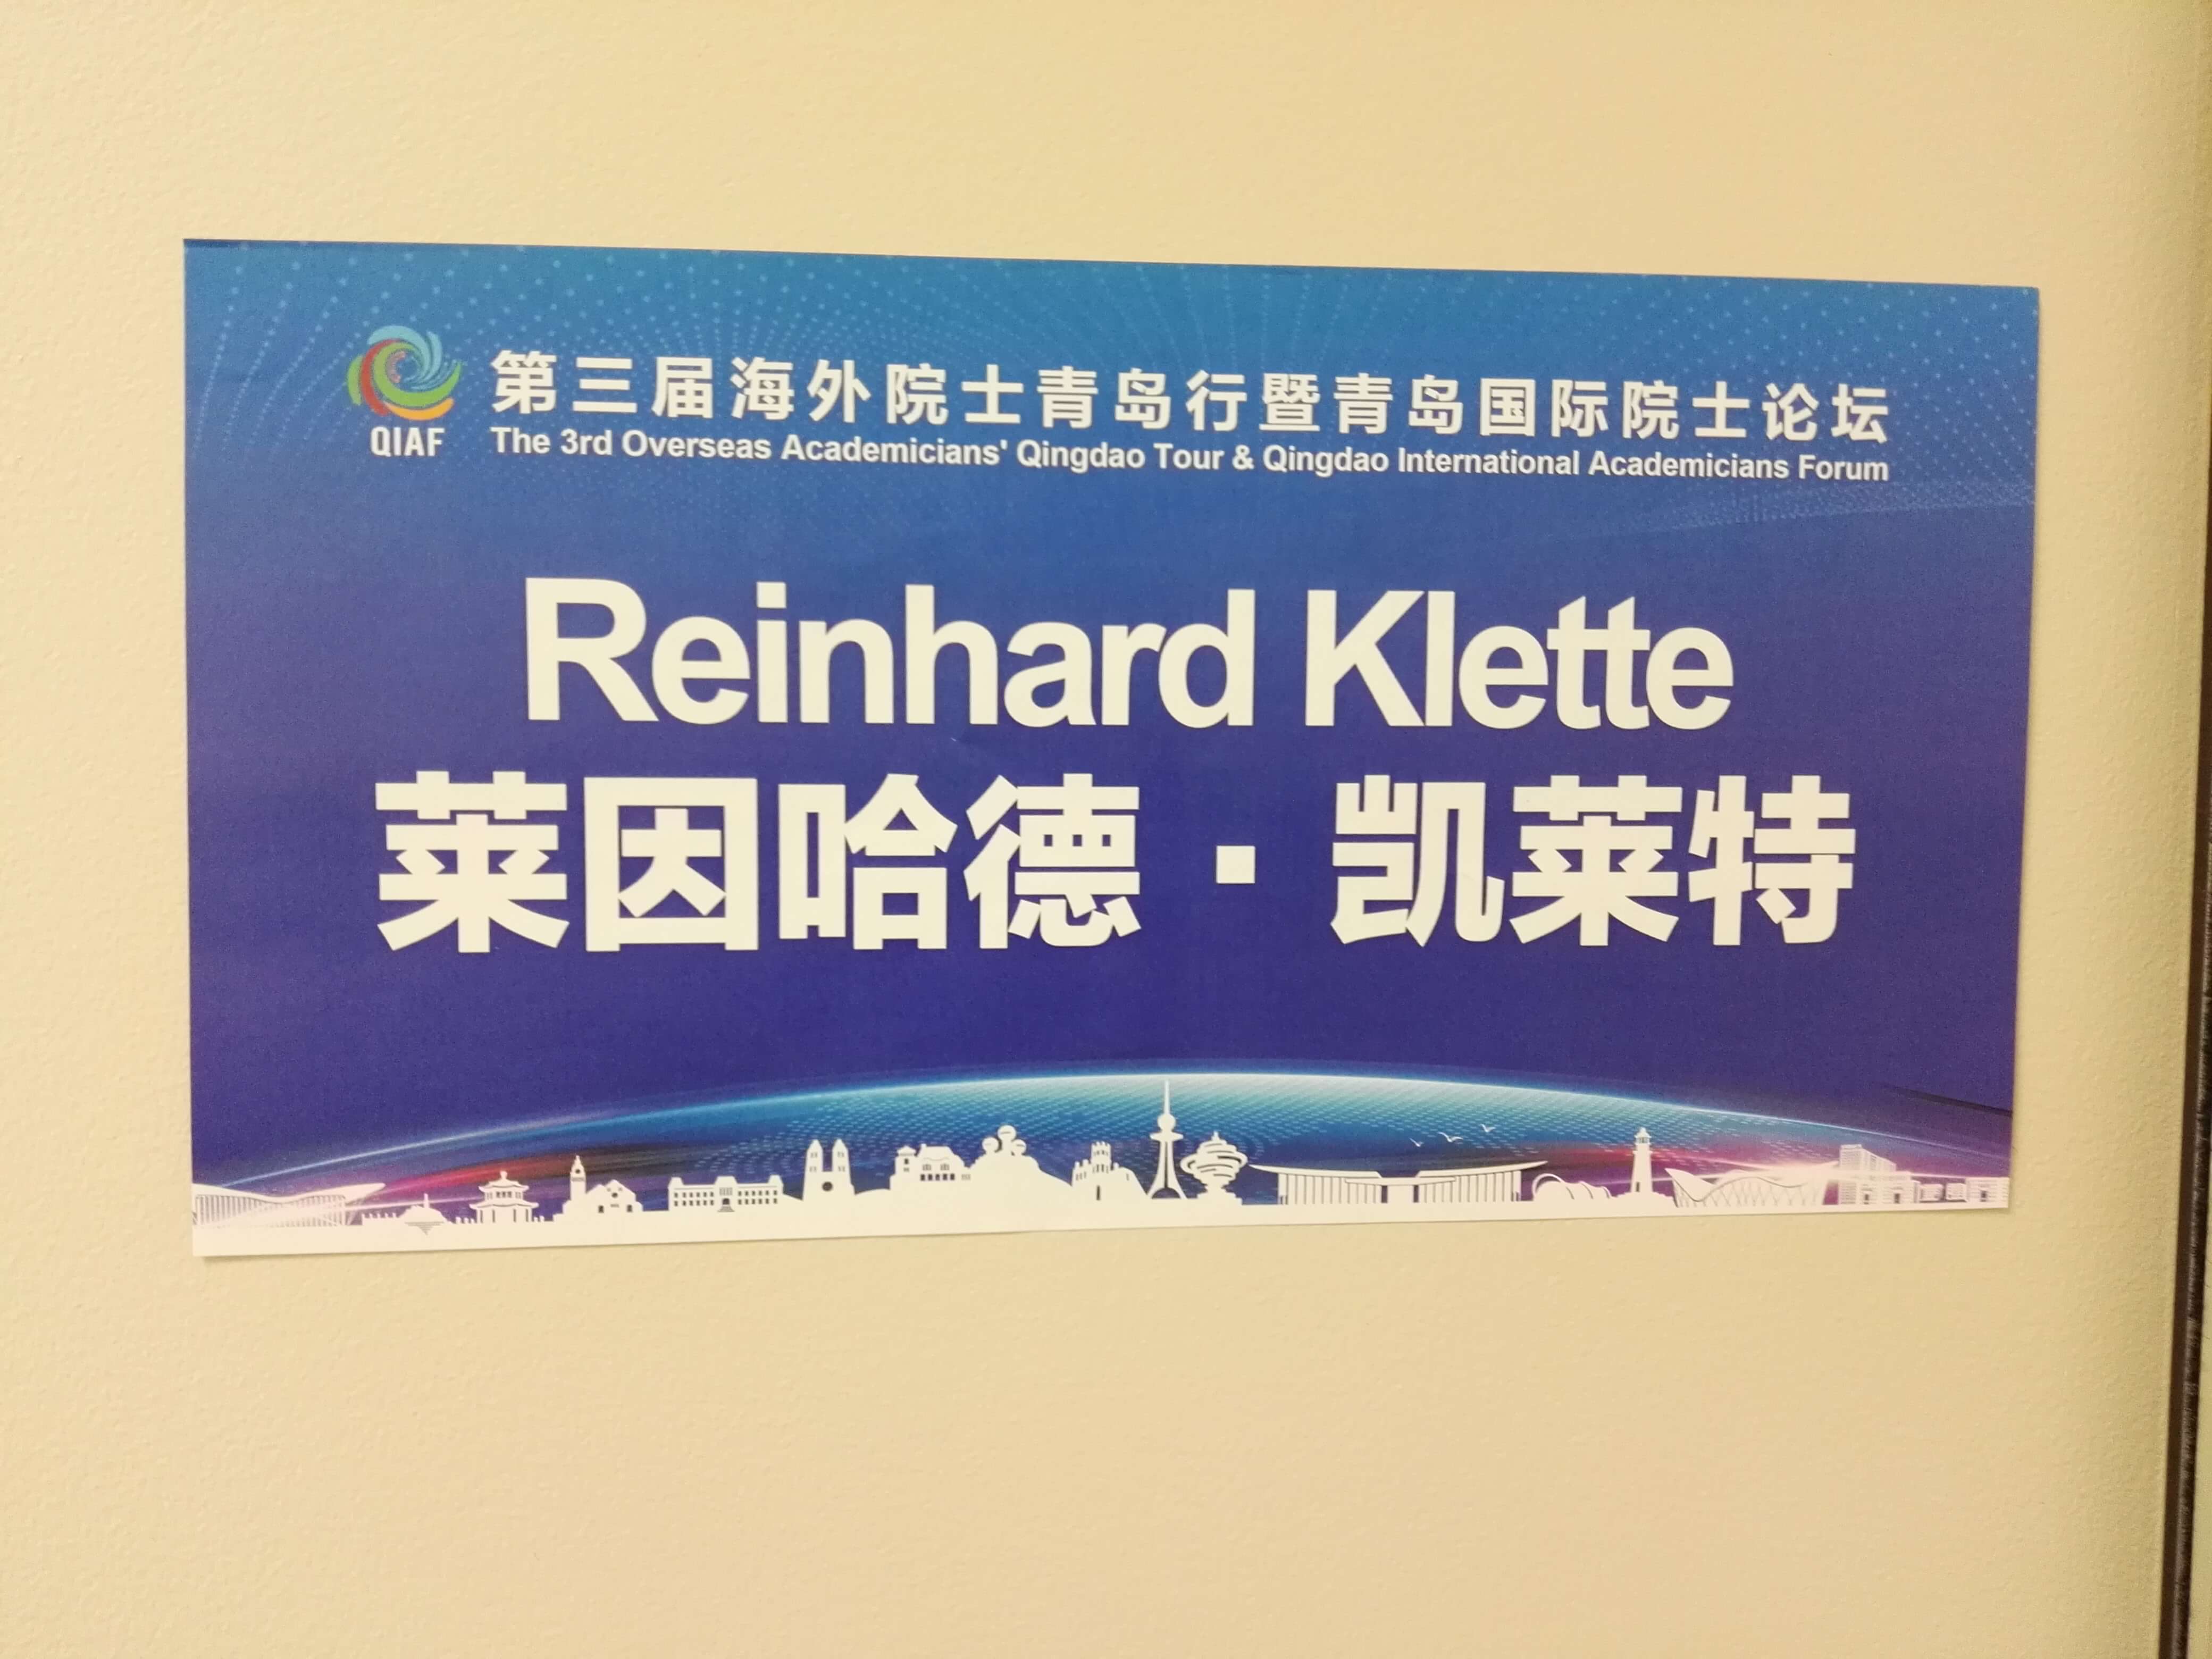 第三届海外院士青岛行暨青岛国际院士论坛
QIAF
The 3rd Overseas Academicians' Qingdao Tour & Qingdao International Academicians Forum
Reinhard Klette
莱因哈德·凯莱特